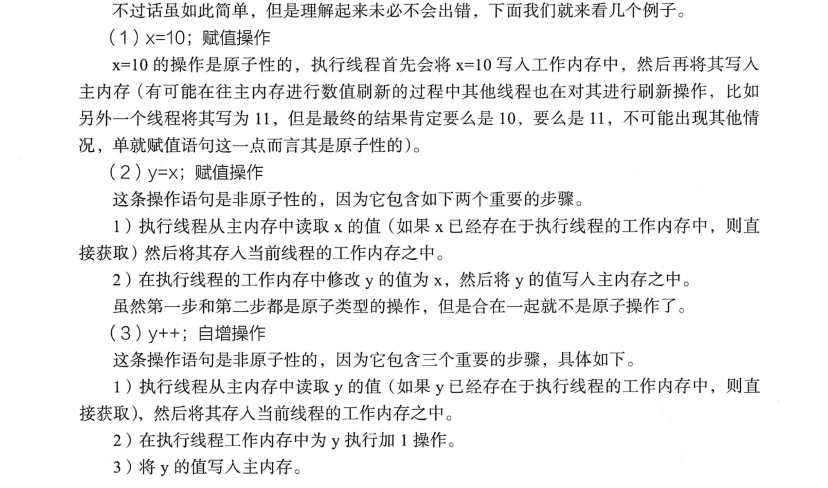 不过话虽如此简单，但是理解起来未必不会出错，下面我们就来看几个例子。
（1）x=10；赋值操作
x=10 的操作是原子性的，执行线程首先会将 x=10 写入工作内存中，然后再将其写入
主内存（有可能在往主内存进行数值刷新的过程中其他线程也在对其进行刷新操作，比如
另外一个线程将其写为 11，但是最终的结果肯定要么是 10，要么是 11，不可能出现其他情
况，单就赋值语句这一点而言其是原子性的）。
（2）y=x；赋值操作
这条操作语句是非原子性的，因为它包含如下两个重要的步骤。
1）执行线程从主内存中读取 x 的值（如果 x 已经存在于执行线程的工作内存中，则直
接获取）然后将其存入当前线程的工作内存之中。
2）在执行线程的工作内存中修改 y 的值为 x，然后将 y 的值写入主内存之中。
虽然第一步和第二步都是原子类型的操作，但是合在一起就不是原子操作了。
（3）y++；自增操作
这条操作语句是非原子性的，因为它包含三个重要的步骤，具体如下。
1）执行线程从主内存中读取 y 的值（如果 y 已经存在于执行线程的工作内存中，则直
接获取），然后将其存入当前线程的工作内存之中。
2）在执行线程工作内存中为 y 执行加 1 操作。
3）将 y 的值写入主内存。